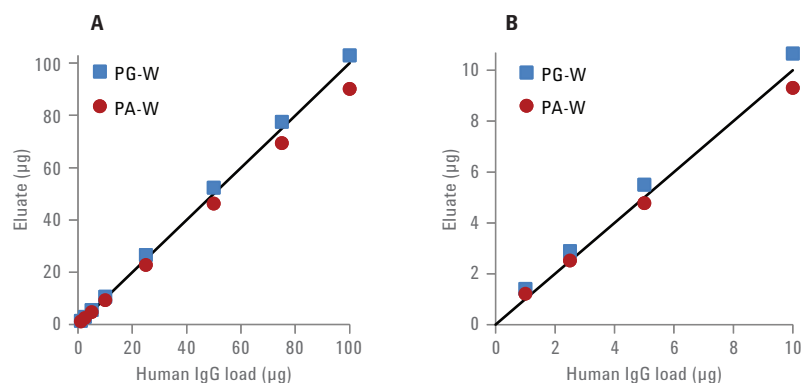 A
PG-W
PA-W
Eluate (µg)
100
80
60
40
20
0
0 20 40 60 80 100
Human IgG load (µg)
B
PG-W
PA-W
Eluate (µg)
10
8
6
4
2
0
0 2 4 6 8 10
Human IgG load (µg)